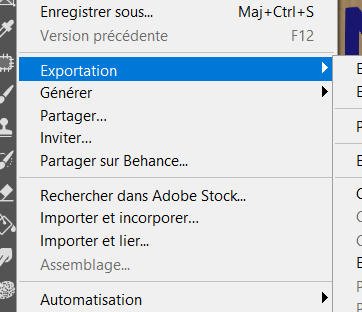 Enregistrer sous... Maj+Ctrl+S
Version précédente F12
Exportation
Générer
Partager...
Inviter...
Partager sur Behance...
Rechercher dans Adobe Stock...
Importer et incorporer...
Importer et lier...
Assemblage...
Automatisation